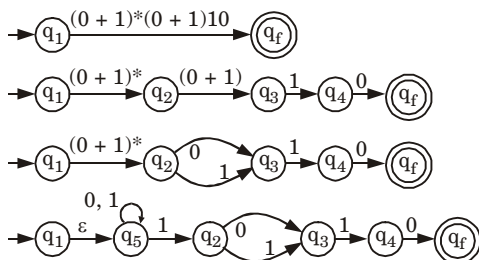 (0 + 1)*(0 + 1)10
q1 qf
(0 + 1)* (0 + 1) 1 0
q1 q2 q3 q4 qf
(0 + 1)* 0 1 1 0
q1 q2 q3 q4 qf
0, 1
ε 1 0 1 1 0
q1 q5 q2 q3 q4 qf